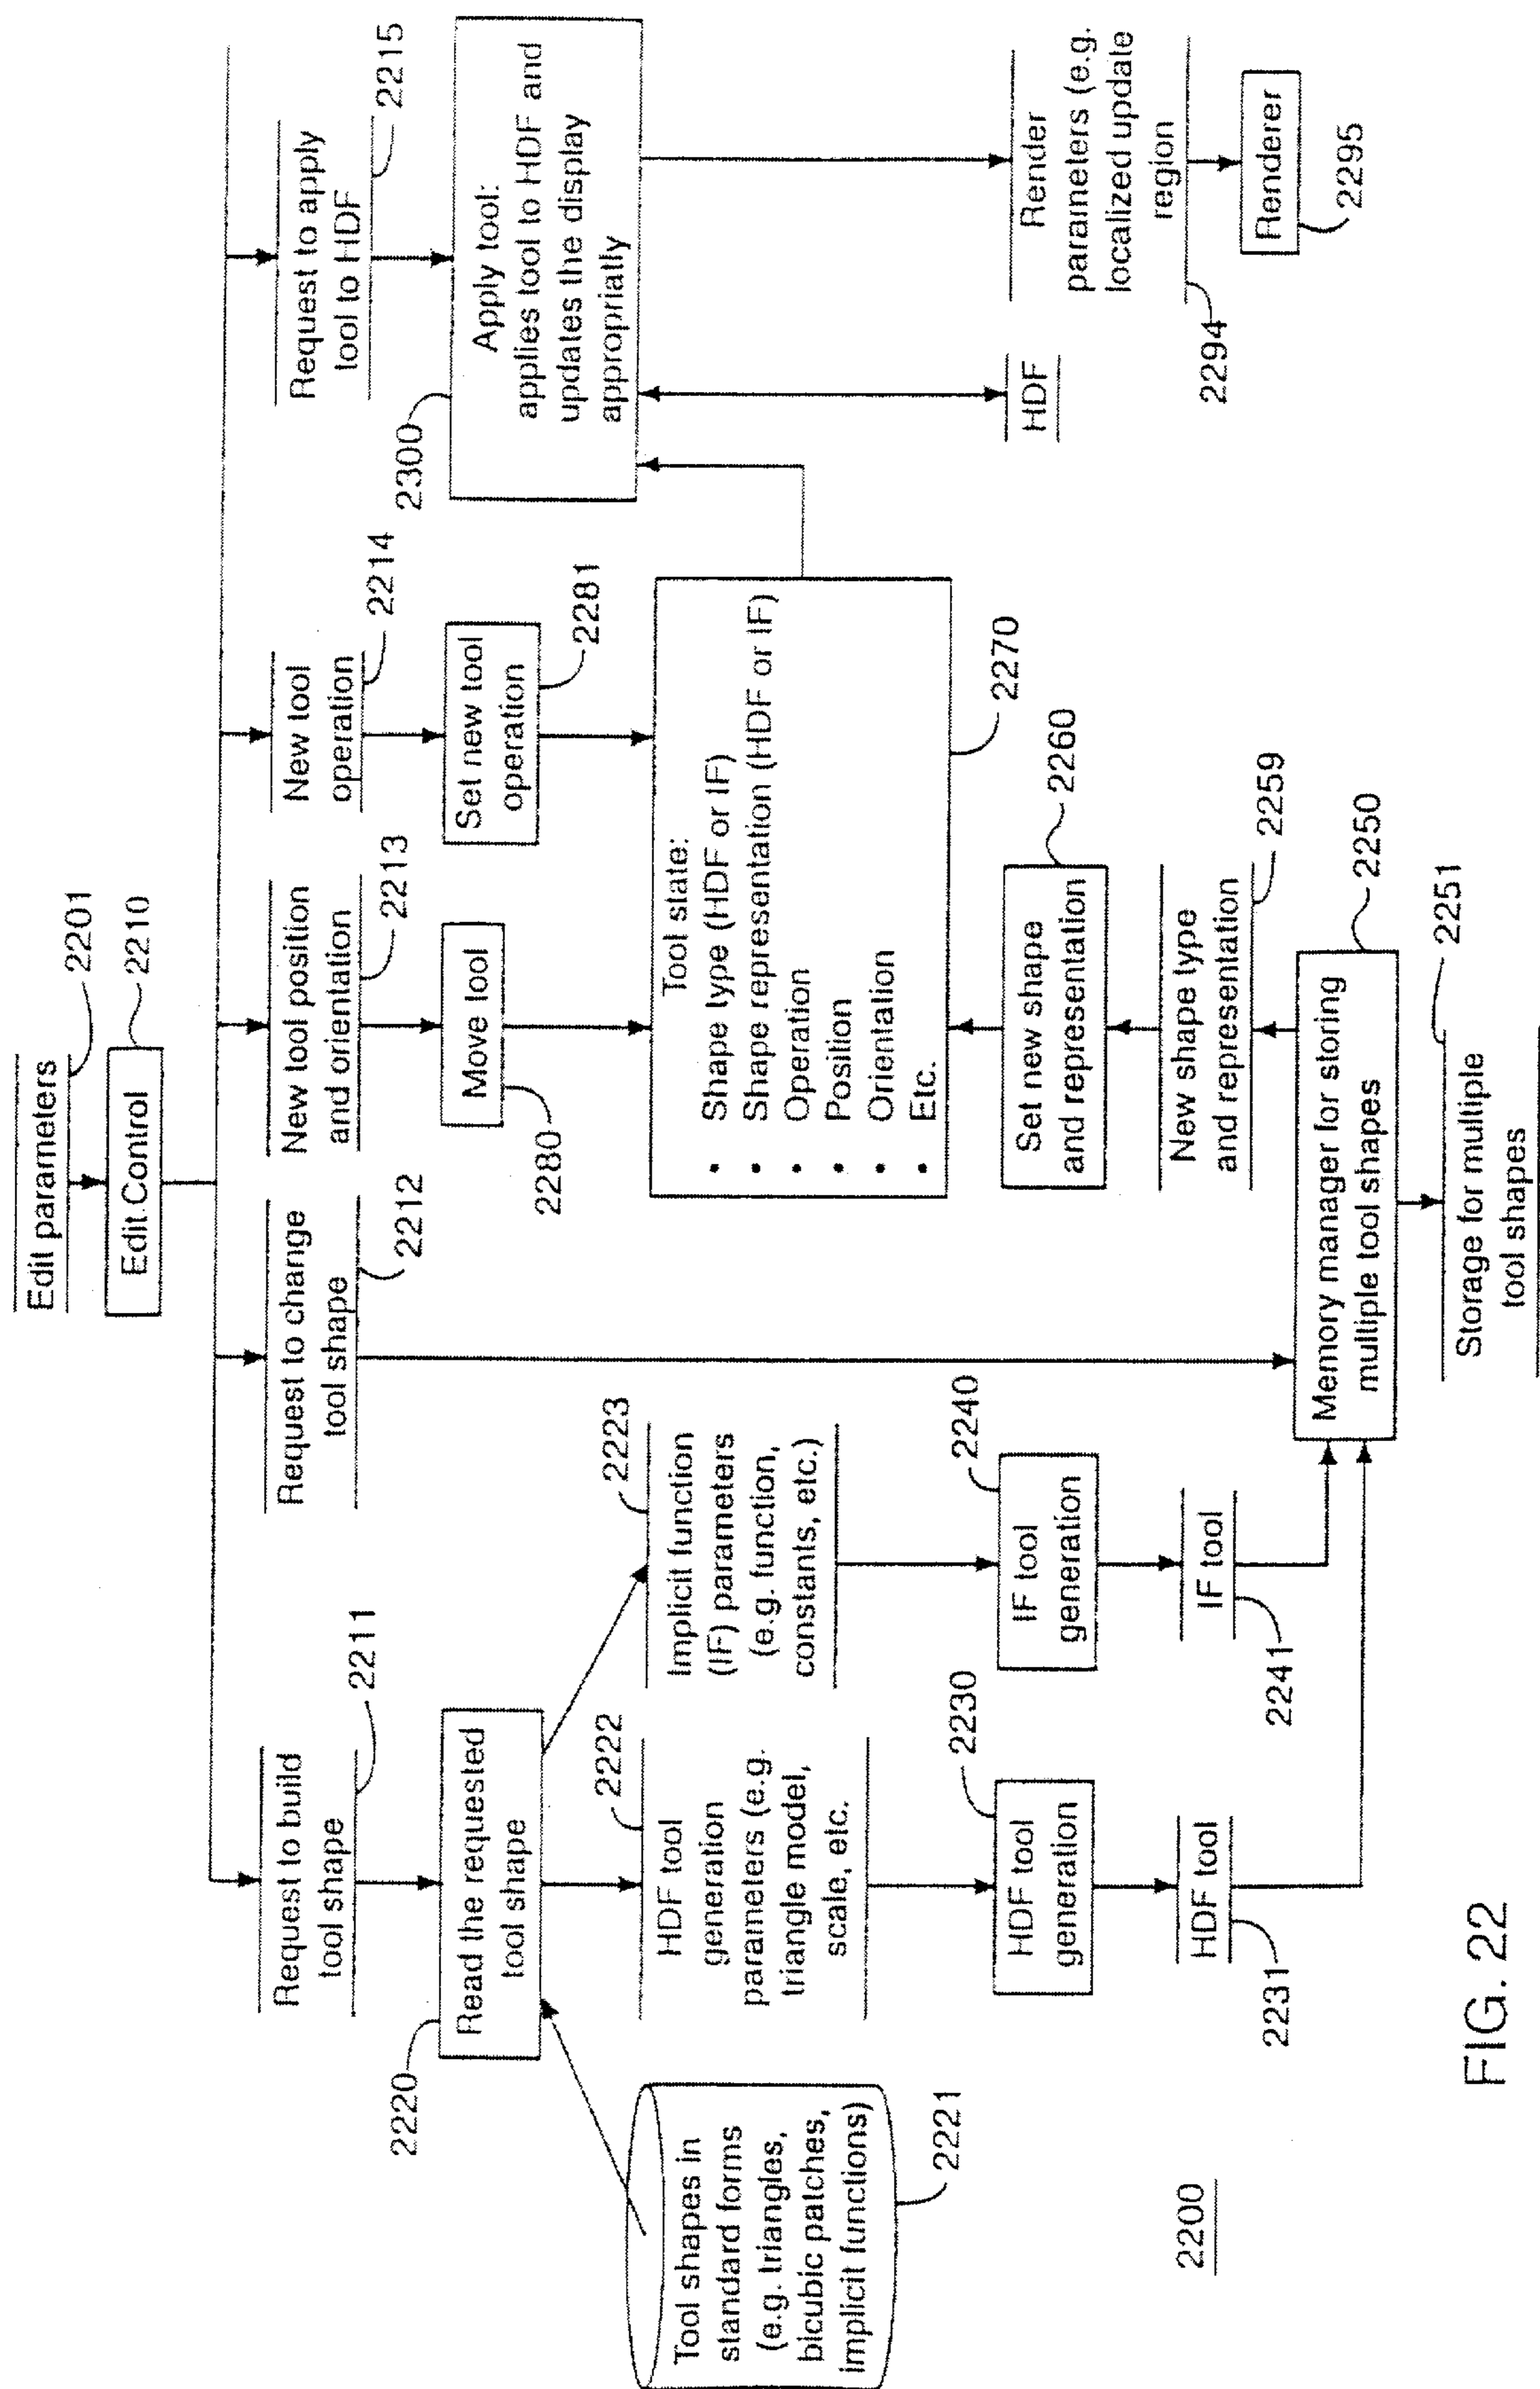 Edit parameters
2201
Edit.Control
2210
Request to build
tool shape
2211
Request to change
tool shape
2212
New tool position
and orientation
2213
New tool
operation
2214
Request to apply
tool to HDF
2215
2220
Read the requested
tool shape
Move tool
2280
Set new tool
operation
2281
2300
Apply tool:
applies tool to HDF and
updates the display
appropriatly
Tool shapes in
standard forms
(e.g. triangles,
bicubic patches,
implicit functions)
2221
2222
HDF tool
generation
parameters (e.g.
triangle model,
scale, etc.
2223
Implicit function
(IF) parameters
(e.g. function,
constants, etc.)
Tool state:
• Shape type (HDF or IF)
• Shape representation (HDF or IF)
• Operation
• Position
• Orientation
• Etc.
2270
2230
HDF tool
generation
2240
IF tool
generation
Set new shape
and representation
2260
HDF
Render
parameters (e.g.
localized update
region
2294
HDF tool
2231
IF tool
2241
New shape type
and representation
2259
Renderer
2295
Memory manager for storing
multiple tool shapes
2250
Storage for multiple
tool shapes
2251
2200
FIG. 22